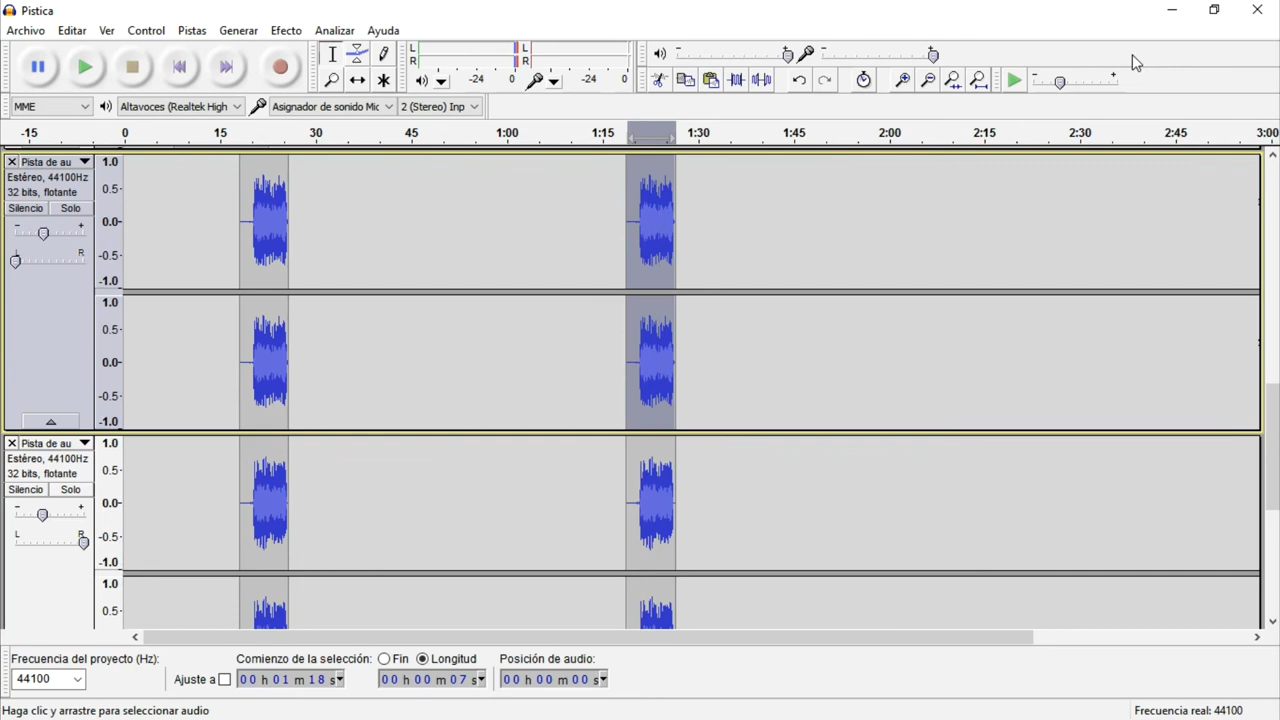 Pistica
Archivo Editar Ver Control Pistas Generar Efecto Analizar Ayuda
L
R
-24 0
L
R
-24 0
MME Altavoces (Realtek High Asignador de sonido Mic 2 (Stereo) Inp
-15 0 15 30 45 1:00 1:15 1:30 1:45 2:00 2:15 2:30 2:45 3:00
Pista de au
Estéreo, 44100Hz
32 bits, flotante
Silencio Solo
- +
L R
1.0
0.5
0.0
-0.5
-1.0
1.0
0.5
0.0
-0.5
-1.0
Pista de au
Estéreo, 44100Hz
32 bits, flotante
Silencio Solo
- +
L R
1.0
0.5
0.0
-0.5
-1.0
1.0
0.5
Frecuencia del proyecto (Hz): Comienzo de la selección: Fin Longitud Posición de audio:
44100 Ajuste a 00 h 01 m 18 s 00 h 00 m 07 s 00 h 00 m 00 s
Haga clic y arrastre para seleccionar audio Frecuencia real: 44100